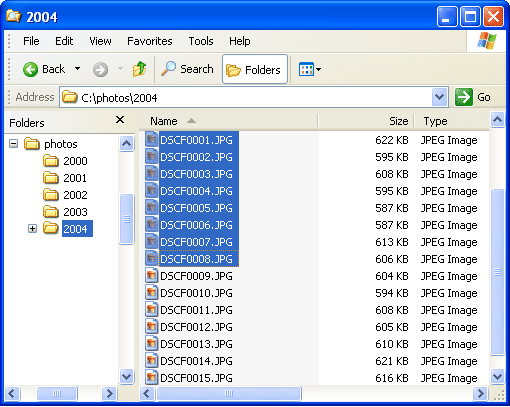 2004
File Edit View Favorites Tools Help
Back Search Folders
Address C:\photos\2004 Go
Folders
photos
2000
2001
2002
2003
2004
Name Size Type
DSCF0001.JPG 622 KB JPEG Image
DSCF0002.JPG 595 KB JPEG Image
DSCF0003.JPG 608 KB JPEG Image
DSCF0004.JPG 595 KB JPEG Image
DSCF0005.JPG 587 KB JPEG Image
DSCF0006.JPG 587 KB JPEG Image
DSCF0007.JPG 613 KB JPEG Image
DSCF0008.JPG 606 KB JPEG Image
DSCF0009.JPG 604 KB JPEG Image
DSCF0010.JPG 594 KB JPEG Image
DSCF0011.JPG 608 KB JPEG Image
DSCF0012.JPG 605 KB JPEG Image
DSCF0013.JPG 610 KB JPEG Image
DSCF0014.JPG 621 KB JPEG Image
DSCF0015.JPG 616 KB JPEG Image